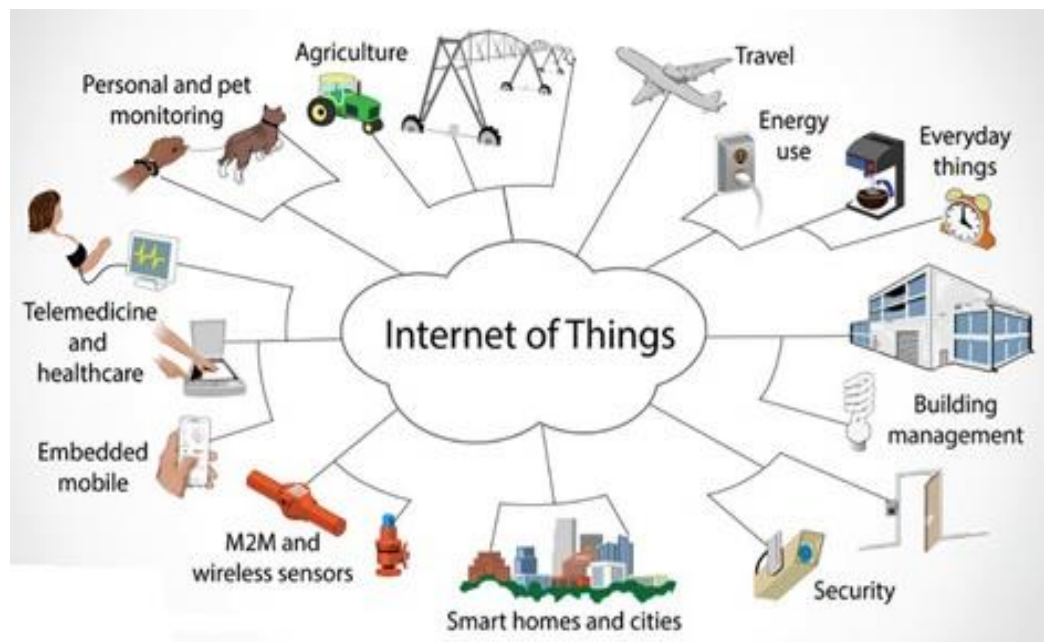 Agriculture
Travel
Personal and pet
monitoring
Energy
use
Everyday
things
Telemedicine
and
healthcare
Internet of Things
Building
management
Embedded
mobile
M2M and
wireless sensors
Security
Smart homes and cities